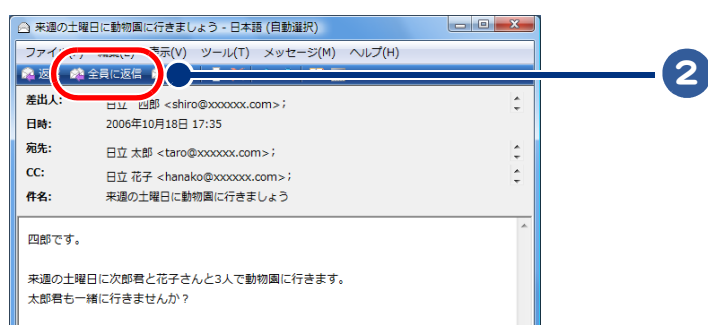 来週の土曜日に動物園に行きましょう - 日本語 (自動選択)
ツール(T) メッセージ(M) ヘルプ(H)
全員に返信
2
差出人: 日立 四郎 <shiro@xxxxxx.com>;
日時: 2006年10月18日 17:35
宛先: 日立 太郎 <taro@xxxxxx.com>;
CC: 日立 花子 <hanako@xxxxxx.com>;
件名: 来週の土曜日に動物園に行きましょう
四郎です。
来週の土曜日に次郎君と花子さんと3人で動物園に行きます。
太郎君も一緒に行きませんか？